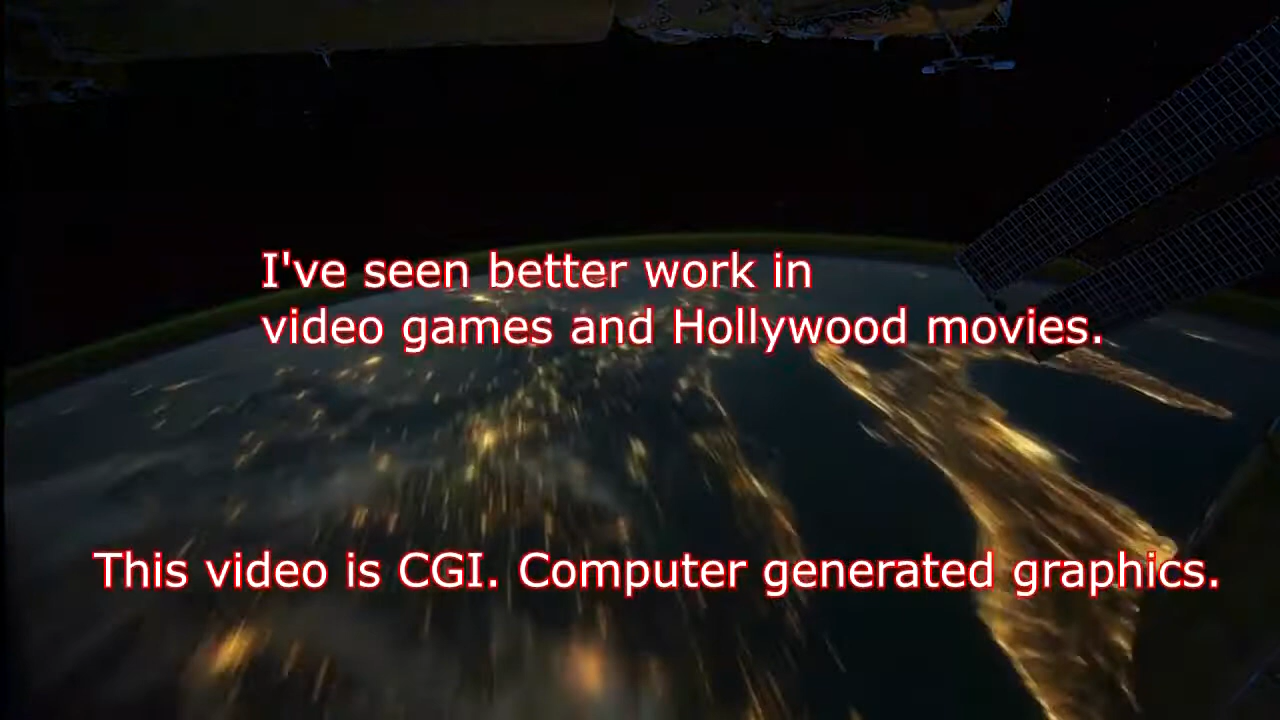 I've seen better work in
video games and Hollywood movies.
This video is CGI. Computer generated graphics.